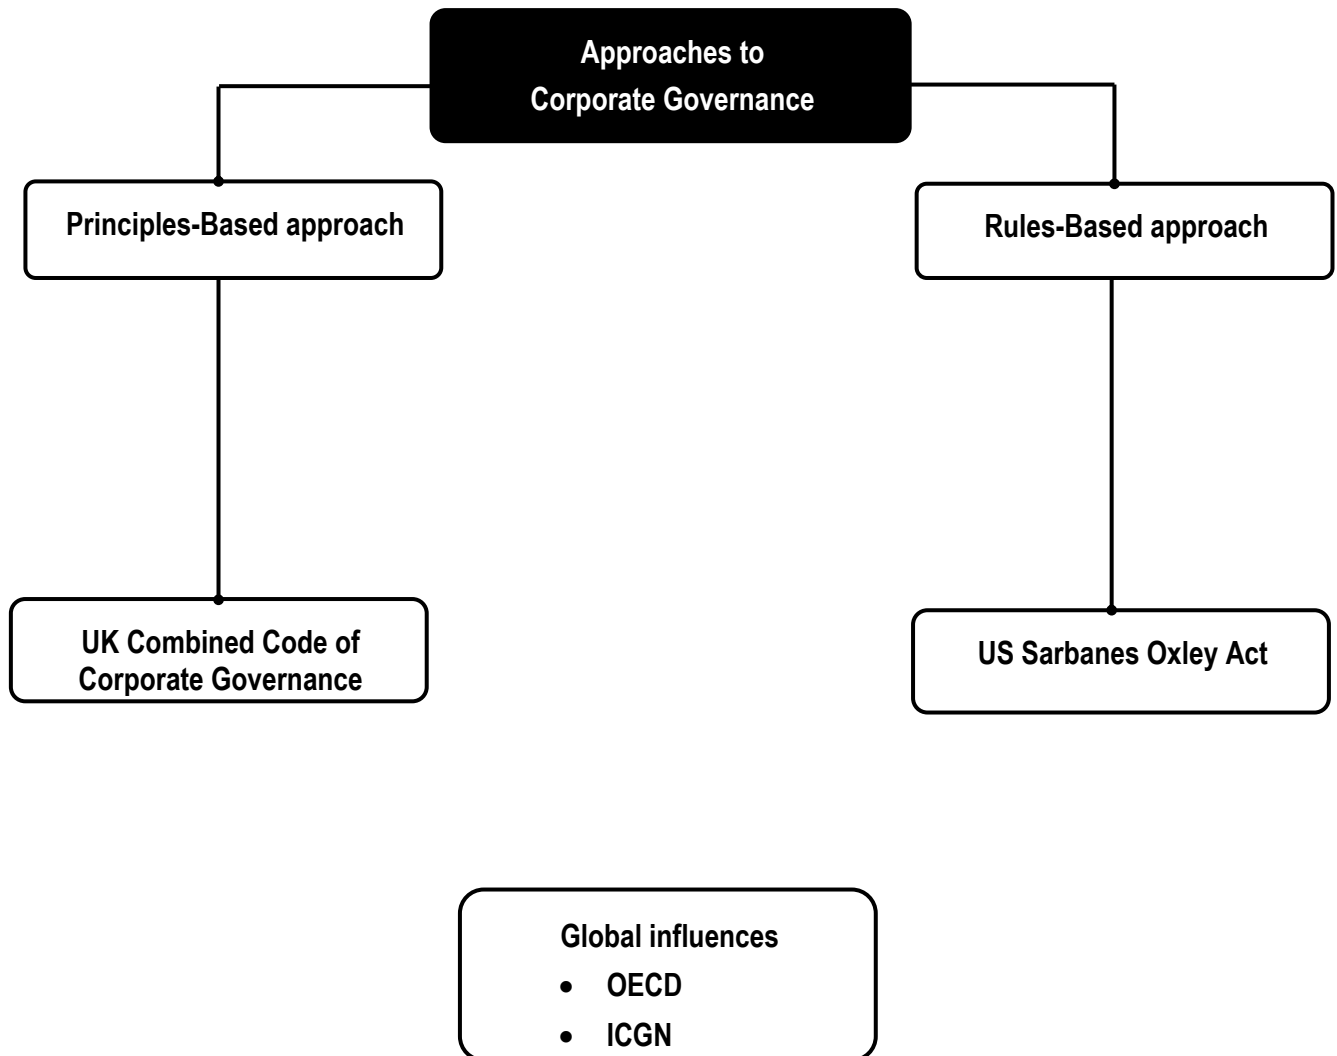 Approaches to
Corporate Governance
Principles-Based approach
Rules-Based approach
UK Combined Code of
Corporate Governance
US Sarbanes Oxley Act
Global influences
• OECD
• ICGN